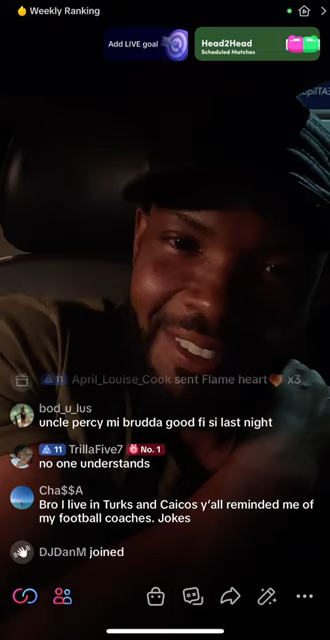 Weekly Ranking
Add LIVE goal
Head2Head
Scheduled Matches
11 April_Louise_Cook sent Flame heart x3
bod_u_lus
uncle percy mi brudda good fi si last night
11 TrillaFive7 No. 1
no one understands
Cha$$A
Bro I live in Turks and Caicos y'all reminded me of
my football coaches. Jokes
DJDanM joined